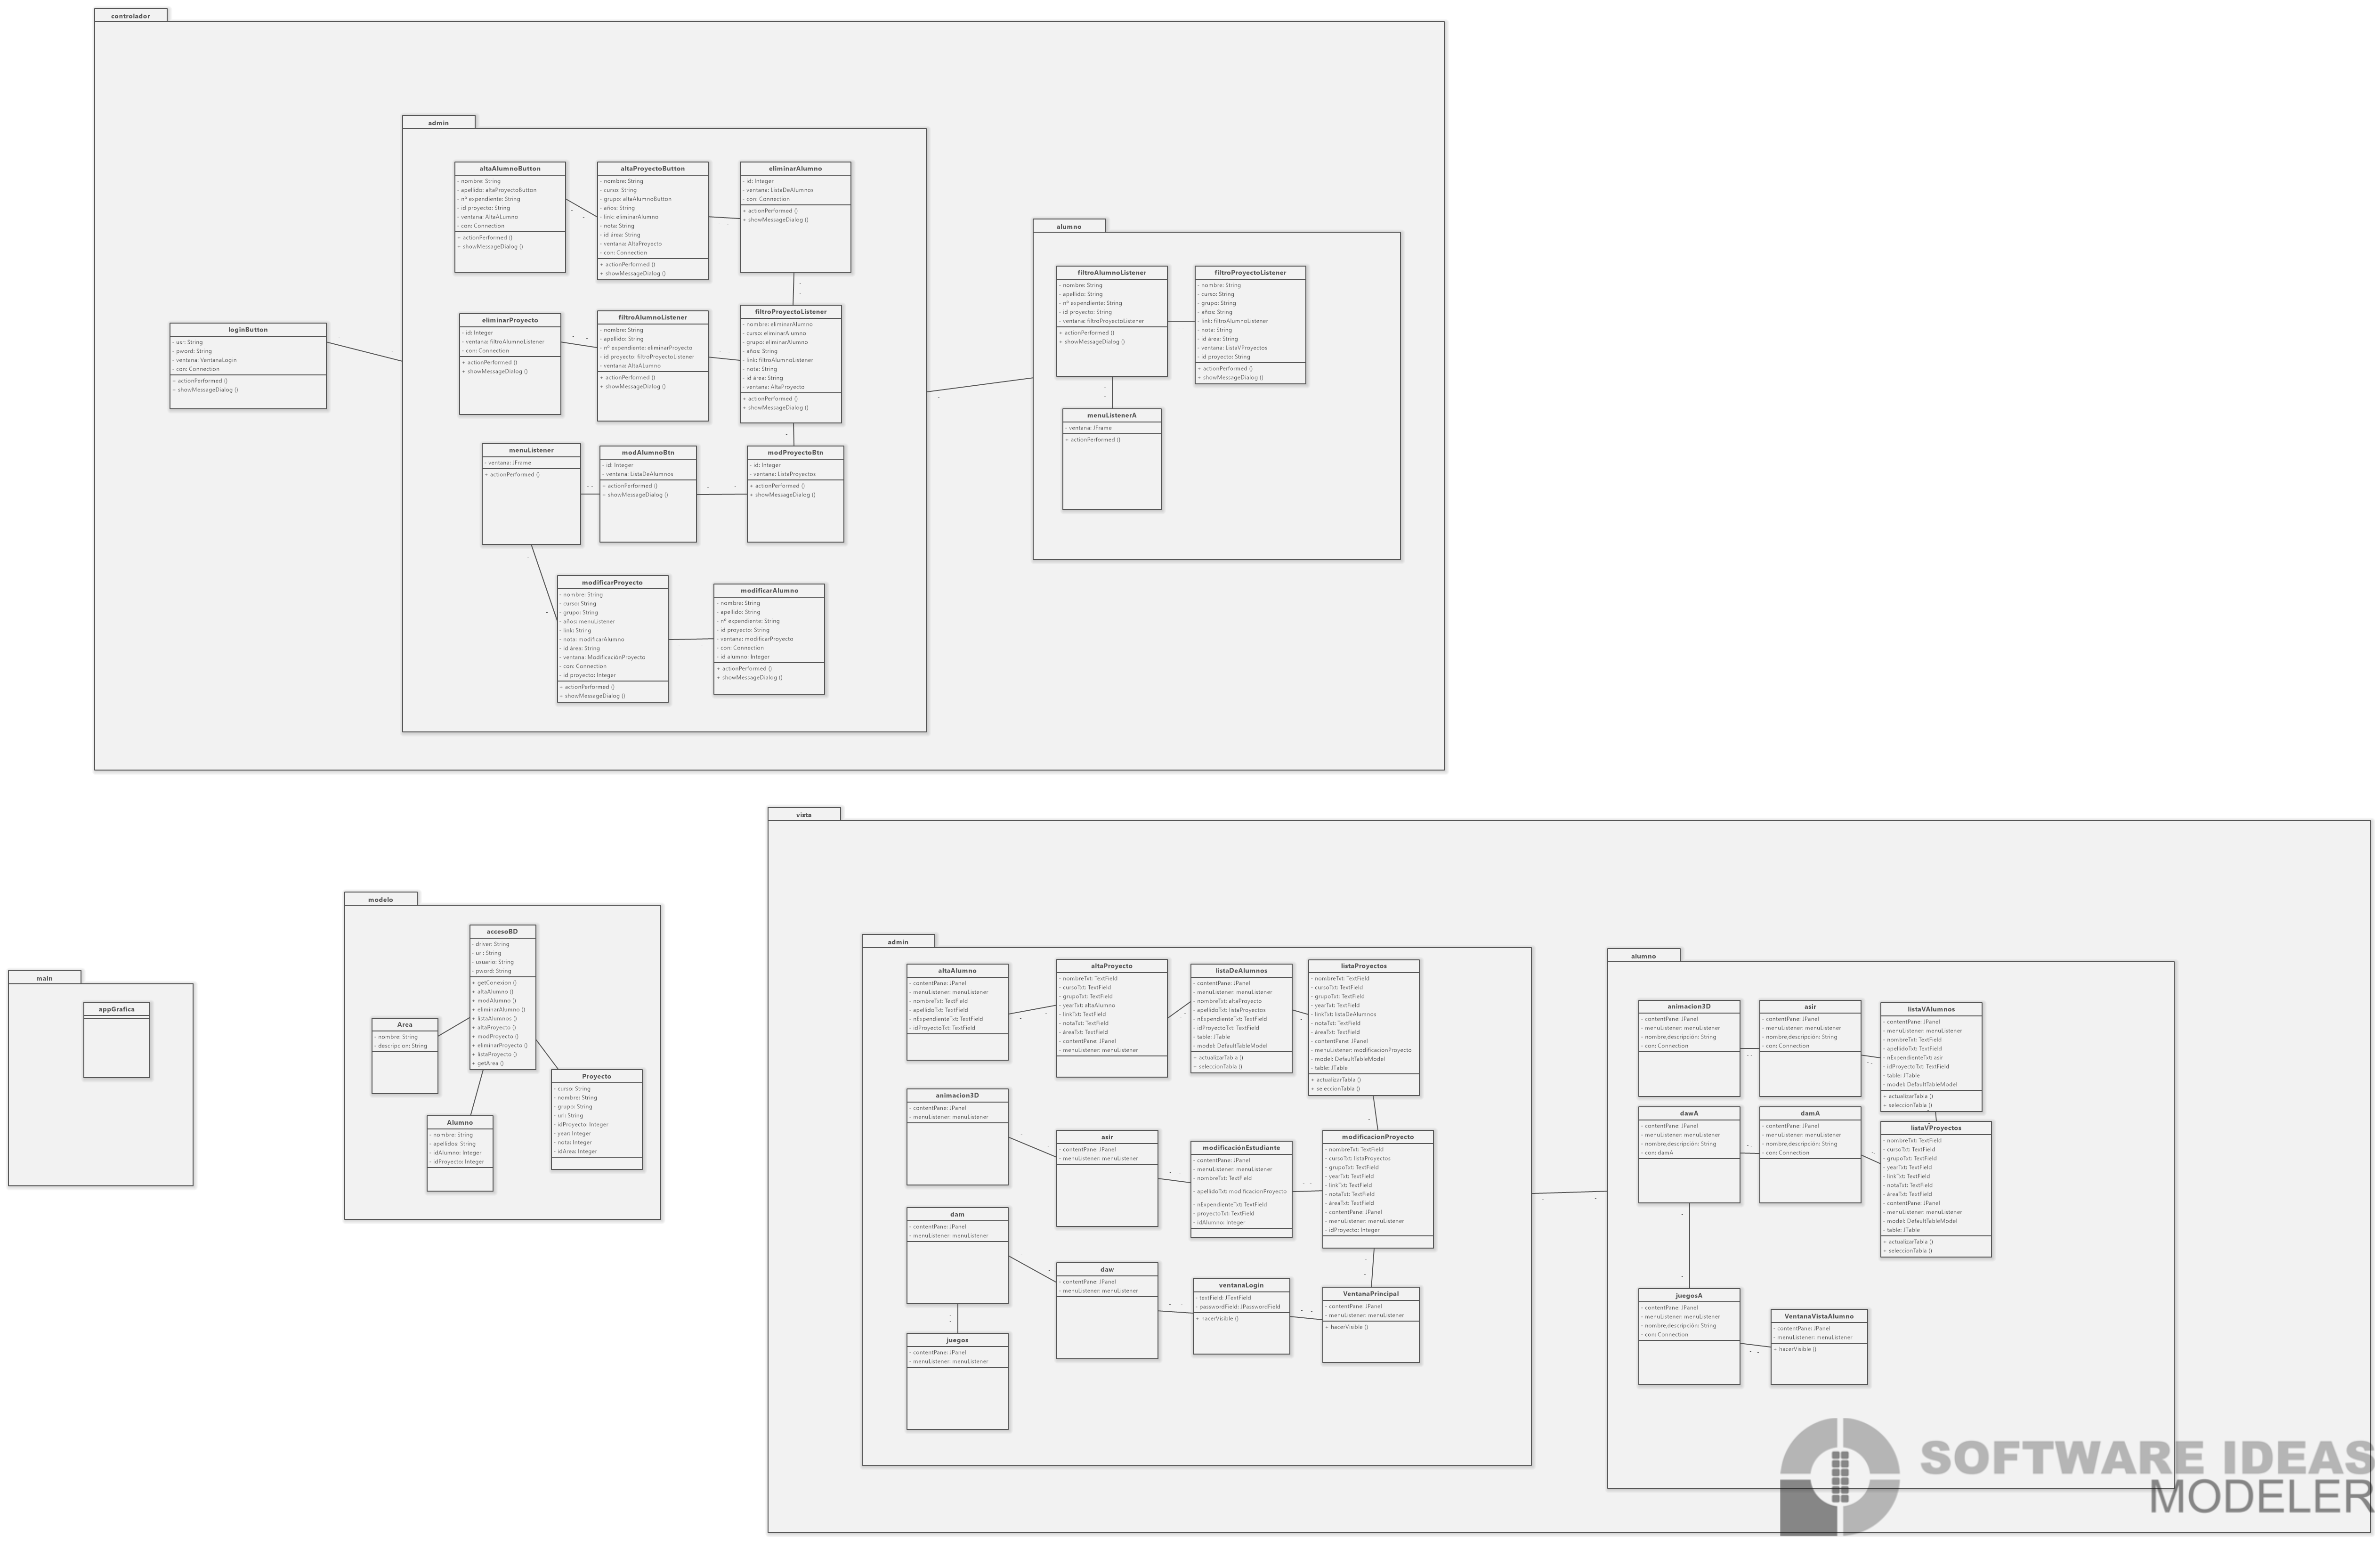 controlador
admin
altaAlumnoButton
- nombre: String
- apellido: altaProyectoButton
- nº expendiente: String
- id proyecto: String
- ventana: AltaALumno
- con: Connection
+ actionPerformed ()
+ showMessageDialog ()
altaProyectoButton
- nombre: String
- curso: String
- grupo: altaAlumnoButton
- años: String
- link: eliminarAlumno
- nota: String
- id área: String
- ventana: AltaProyecto
- con: Connection
+ actionPerformed ()
+ showMessageDialog ()
eliminarAlumno
- id: Integer
- ventana: ListaDeAlumnos
- con: Connection
+ actionPerformed ()
+ showMessageDialog ()
loginButton
- usr: String
- pword: String
- ventana: VentanaLogin
- con: Connection
+ actionPerformed ()
+ showMessageDialog ()
eliminarProyecto
- id: Integer
- ventana: filtroAlumnoListener
- con: Connection
+ actionPerformed ()
+ showMessageDialog ()
filtroAlumnoListener
- nombre: String
- apellido: String
- nº expendiente: eliminarProyecto
- id proyecto: filtroProyectoListener
- ventana: AltaALumno
+ actionPerformed ()
+ showMessageDialog ()
filtroProyectoListener
- nombre: eliminarAlumno
- curso: eliminarAlumno
- grupo: eliminarAlumno
- años: String
- link: filtroAlumnoListener
- nota: String
- id área: String
- ventana: AltaProyecto
+ actionPerformed ()
+ showMessageDialog ()
menuListener
- ventana: JFrame
+ actionPerformed ()
modAlumnoBtn
- id: Integer
- ventana: ListaDeAlumnos
+ actionPerformed ()
+ showMessageDialog ()
modProyectoBtn
- id: Integer
- ventana: ListaProyectos
+ actionPerformed ()
+ showMessageDialog ()
modificarProyecto
- nombre: String
- curso: String
- grupo: String
- años: menuListener
- link: String
- nota: modificarAlumno
- id área: String
- ventana: ModificaciónProyecto
- con: Connection
- id proyecto: Integer
+ actionPerformed ()
+ showMessageDialog ()
modificarAlumno
- nombre: String
- apellido: String
- nº expendiente: String
- id proyecto: String
- ventana: modificarProyecto
- con: Connection
- id alumno: Integer
+ actionPerformed ()
+ showMessageDialog ()
alumno
filtroAlumnoListener
- nombre: String
- apellido: String
- nº expendiente: String
- id proyecto: String
- ventana: filtroProyectoListener
+ actionPerformed ()
+ showMessageDialog ()
filtroProyectoListener
- nombre: String
- curso: String
- grupo: String
- años: String
- link: filtroAlumnoListener
- nota: String
- id área: String
- ventana: ListaVProyectos
- id proyecto: String
+ actionPerformed ()
+ showMessageDialog ()
menuListenerA
- ventana: JFrame
+ actionPerformed ()
main
appGrafica
modelo
accesoBD
- driver: String
- url: String
- usuario: String
- pword: String
+ getConexion ()
+ altaAlumno ()
+ modAlumno ()
+ eliminarAlumno ()
+ listaAlumnos ()
+ altaProyecto ()
+ modProyecto ()
+ eliminarProyecto ()
+ listaProyecto ()
+ getArea ()
Area
- nombre: String
- descripcion: String
Alumno
- nombre: String
- apellidos: String
- idAlumno: Integer
- idProyecto: Integer
Proyecto
- curso: String
- nombre: String
- grupo: String
- url: String
- idProyecto: Integer
- year: Integer
- nota: Integer
- idArea: Integer
vista
admin
altaAlumno
- contentPane: JPanel
- menuListener: menuListener
- nombreTxt: TextField
- apellidoTxt: TextField
- nExpendienteTxt: TextField
- idProyectoTxt: TextField
altaProyecto
- nombreTxt: TextField
- cursoTxt: TextField
- grupoTxt: TextField
- yearTxt: altaAlumno
- linkTxt: TextField
- notaTxt: TextField
- áreaTxt: TextField
- contentPane: JPanel
- menuListener: menuListener
listaDeAlumnos
- contentPane: JPanel
- menuListener: menuListener
- nombreTxt: altaProyecto
- apellidoTxt: listaProyectos
- nExpendienteTxt: TextField
- idProyectoTxt: TextField
- table: JTable
- model: DefaultTableModel
+ actualizarTabla ()
+ seleccionTabla ()
listaProyectos
- nombreTxt: TextField
- cursoTxt: TextField
- grupoTxt: TextField
- yearTxt: TextField
- linkTxt: listaDeAlumnos
- notaTxt: TextField
- áreaTxt: TextField
- contentPane: JPanel
- menuListener: modificacionProyecto
- model: DefaultTableModel
- table: JTable
+ actualizarTabla ()
+ seleccionTabla ()
animacion3D
- contentPane: JPanel
- menuListener: menuListener
asir
- contentPane: JPanel
- menuListener: menuListener
modificaciónEstudiante
- contentPane: JPanel
- menuListener: menuListener
- nombreTxt: TextField
- apellidoTxt: modificacionProyecto
- nExpendienteTxt: TextField
- proyectoTxt: TextField
- idAlumno: Integer
modificacionProyecto
- nombreTxt: TextField
- cursoTxt: listaProyectos
- grupoTxt: TextField
- yearTxt: TextField
- linkTxt: TextField
- notaTxt: TextField
- áreaTxt: TextField
- contentPane: JPanel
- menuListener: menuListener
- idProyecto: Integer
dam
- contentPane: JPanel
- menuListener: menuListener
daw
- contentPane: JPanel
- menuListener: menuListener
ventanaLogin
- textField: JTextField
- passwordField: JPasswordField
+ hacerVisible ()
VentanaPrincipal
- contentPane: JPanel
- menuListener: menuListener
+ hacerVisible ()
juegos
- contentPane: JPanel
- menuListener: menuListener
alumno
animacion3D
- contentPane: JPanel
- menuListener: menuListener
- nombre,descripción: String
- con: Connection
asir
- contentPane: JPanel
- menuListener: menuListener
- nombre,descripción: String
- con: Connection
listaVAlumnos
- contentPane: JPanel
- menuListener: menuListener
- nombreTxt: TextField
- apellidoTxt: TextField
- nExpendienteTxt: asir
- idProyectoTxt: TextField
- table: JTable
- model: DefaultTableModel
+ actualizarTabla ()
+ seleccionTabla ()
dawA
- contentPane: JPanel
- menuListener: menuListener
- nombre,descripción: String
- con: damA
damA
- contentPane: JPanel
- menuListener: menuListener
- nombre,descripción: String
- con: Connection
listaVProyectos
- nombreTxt: TextField
- cursoTxt: TextField
- grupoTxt: TextField
- yearTxt: TextField
- linkTxt: TextField
- notaTxt: TextField
- áreaTxt: TextField
- contentPane: JPanel
- menuListener: menuListener
- model: DefaultTableModel
- table: JTable
+ actualizarTabla ()
+ seleccionTabla ()
juegosA
- contentPane: JPanel
- menuListener: menuListener
- nombre,descripción: String
- con: Connection
VentanaVistaAlumno
- contentPane: JPanel
- menuListener: menuListener
+ hacerVisible ()
SOFTWARE IDEAS
MODELER